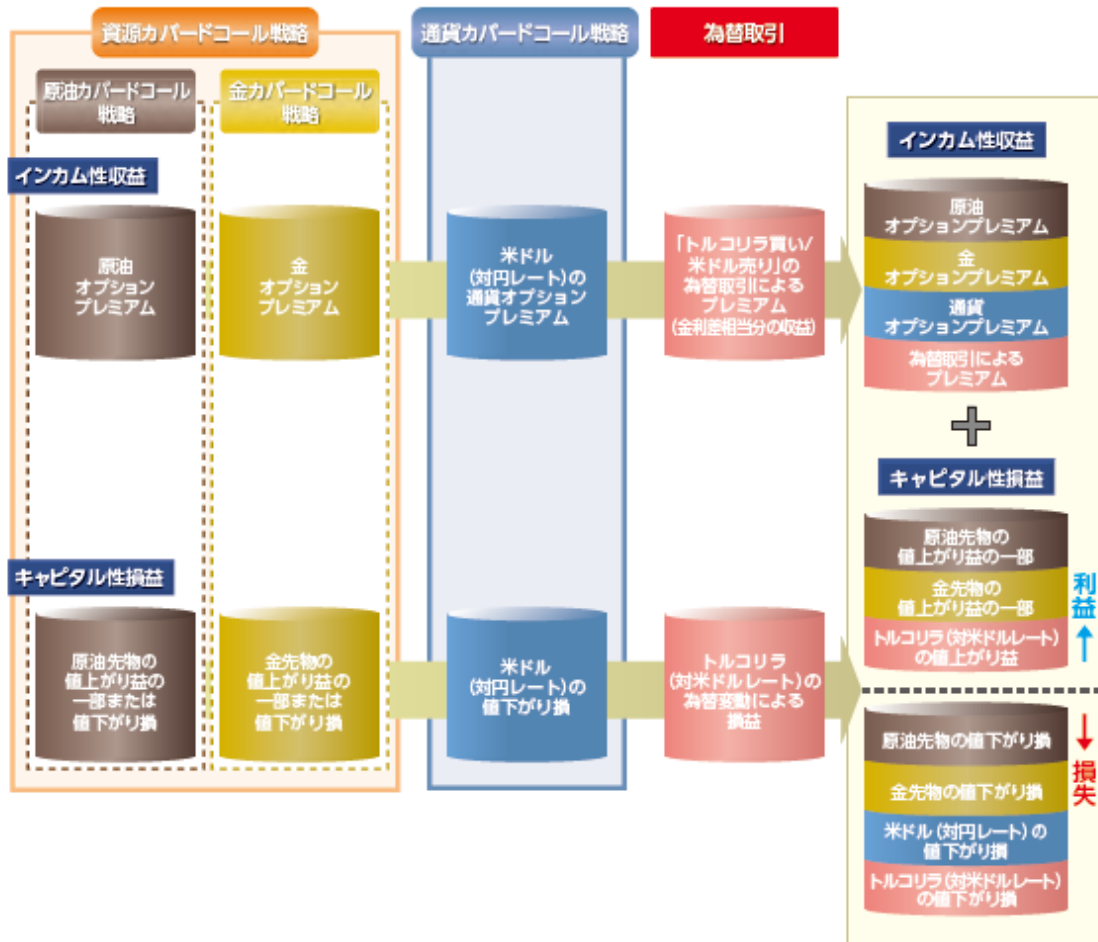 資源カバードコール戦略
通貨カバードコール戦略
為替取引
原油カバードコール
戦略
金カバードコール
戦略
インカム性収益
原油
オプション
プレミアム
金
オプション
プレミアム
米ドル
(対円レート)の
通貨オプション
プレミアム
「トルコリラ買い/
米ドル売り」の
為替取引による
プレミアム
(金利差相当分の収益)
キャピタル性損益
原油先物の
値上がり益の
一部または
値下がり損
金先物の
値上がり益の
一部または
値下がり損
米ドル
(対円レート)の
値下がり損
トルコリラ
(対米ドルレート)の
為替変動による
損益
インカム性収益
原油
オプションプレミアム
金
オプションプレミアム
通貨
オプションプレミアム
為替取引による
プレミアム
+
キャピタル性損益
原油先物の
値上がり益の一部
金先物の
値上がり益の一部
トルコリラ(対米ドルレート)
の値上がり益
利益
↑
原油先物の値下がり損
金先物の値下がり損
米ドル(対円レート)の
値下がり損
トルコリラ(対米ドルレート)
の値下がり損
↓
損失